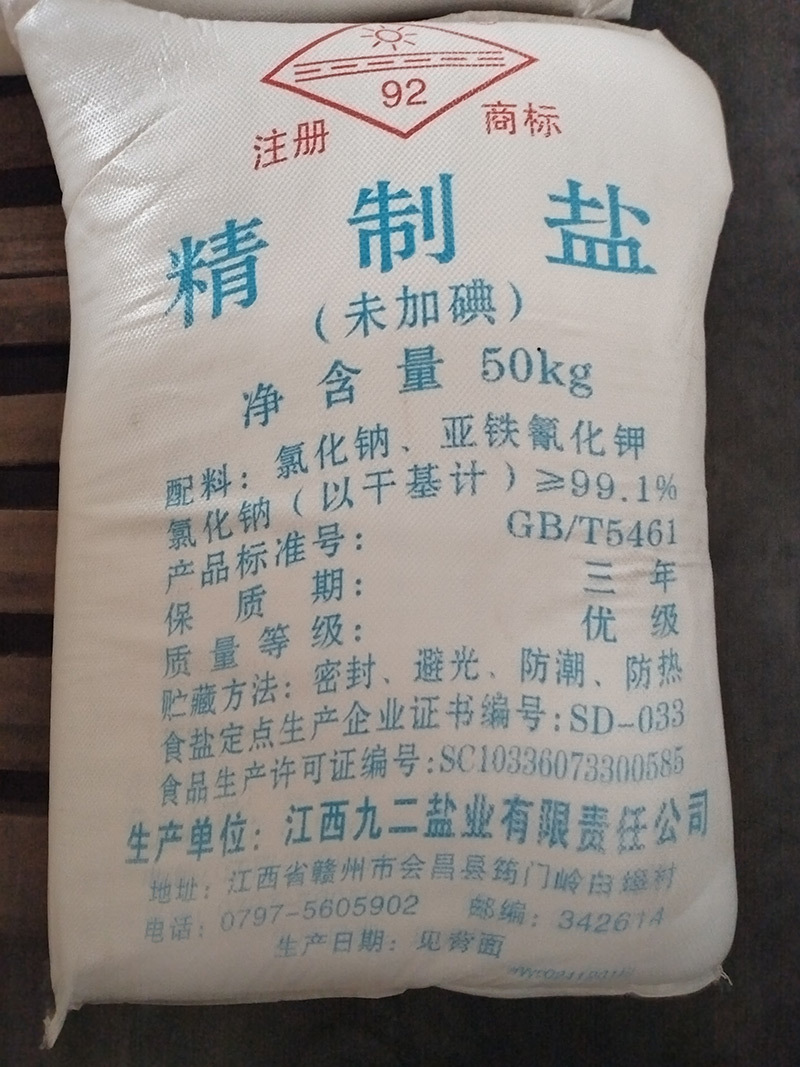 92
注册 商标
精制盐
(未加碘)
净含量 50kg
配料：氯化钠、亚铁氰化钾
氯化钠(以干基计)≥99.1%
产品标准号： GB/T5461
保质期： 三年
质量等级： 优级
贮藏方法：密封、避光、防潮、防热
食盐定点生产企业证书编号：SD-033
食品生产许可证编号：SC10336073300585
生产单位：江西九二盐业有限责任公司
地址：江西省赣州市会昌县筠门岭白埠村
电话：0797-5605902 邮编：342614
生产日期：见背面